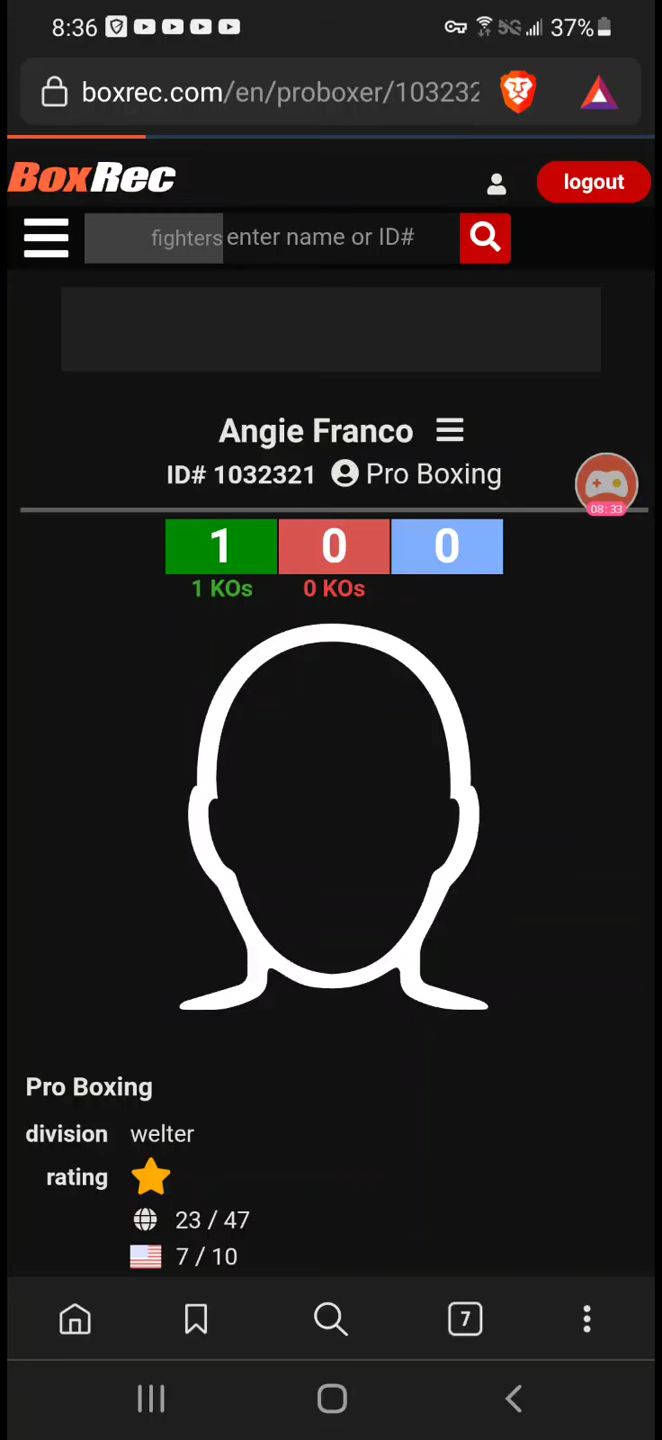 8:36 5G 37%
boxrec.com/en/proboxer/103232
BoxRec logout
fighters enter name or ID#
Angie Franco
ID# 1032321 Pro Boxing
08:33
1 0 0
1 KOs 0 KOs
Pro Boxing
division welter
rating
23 / 47
7 / 10
7